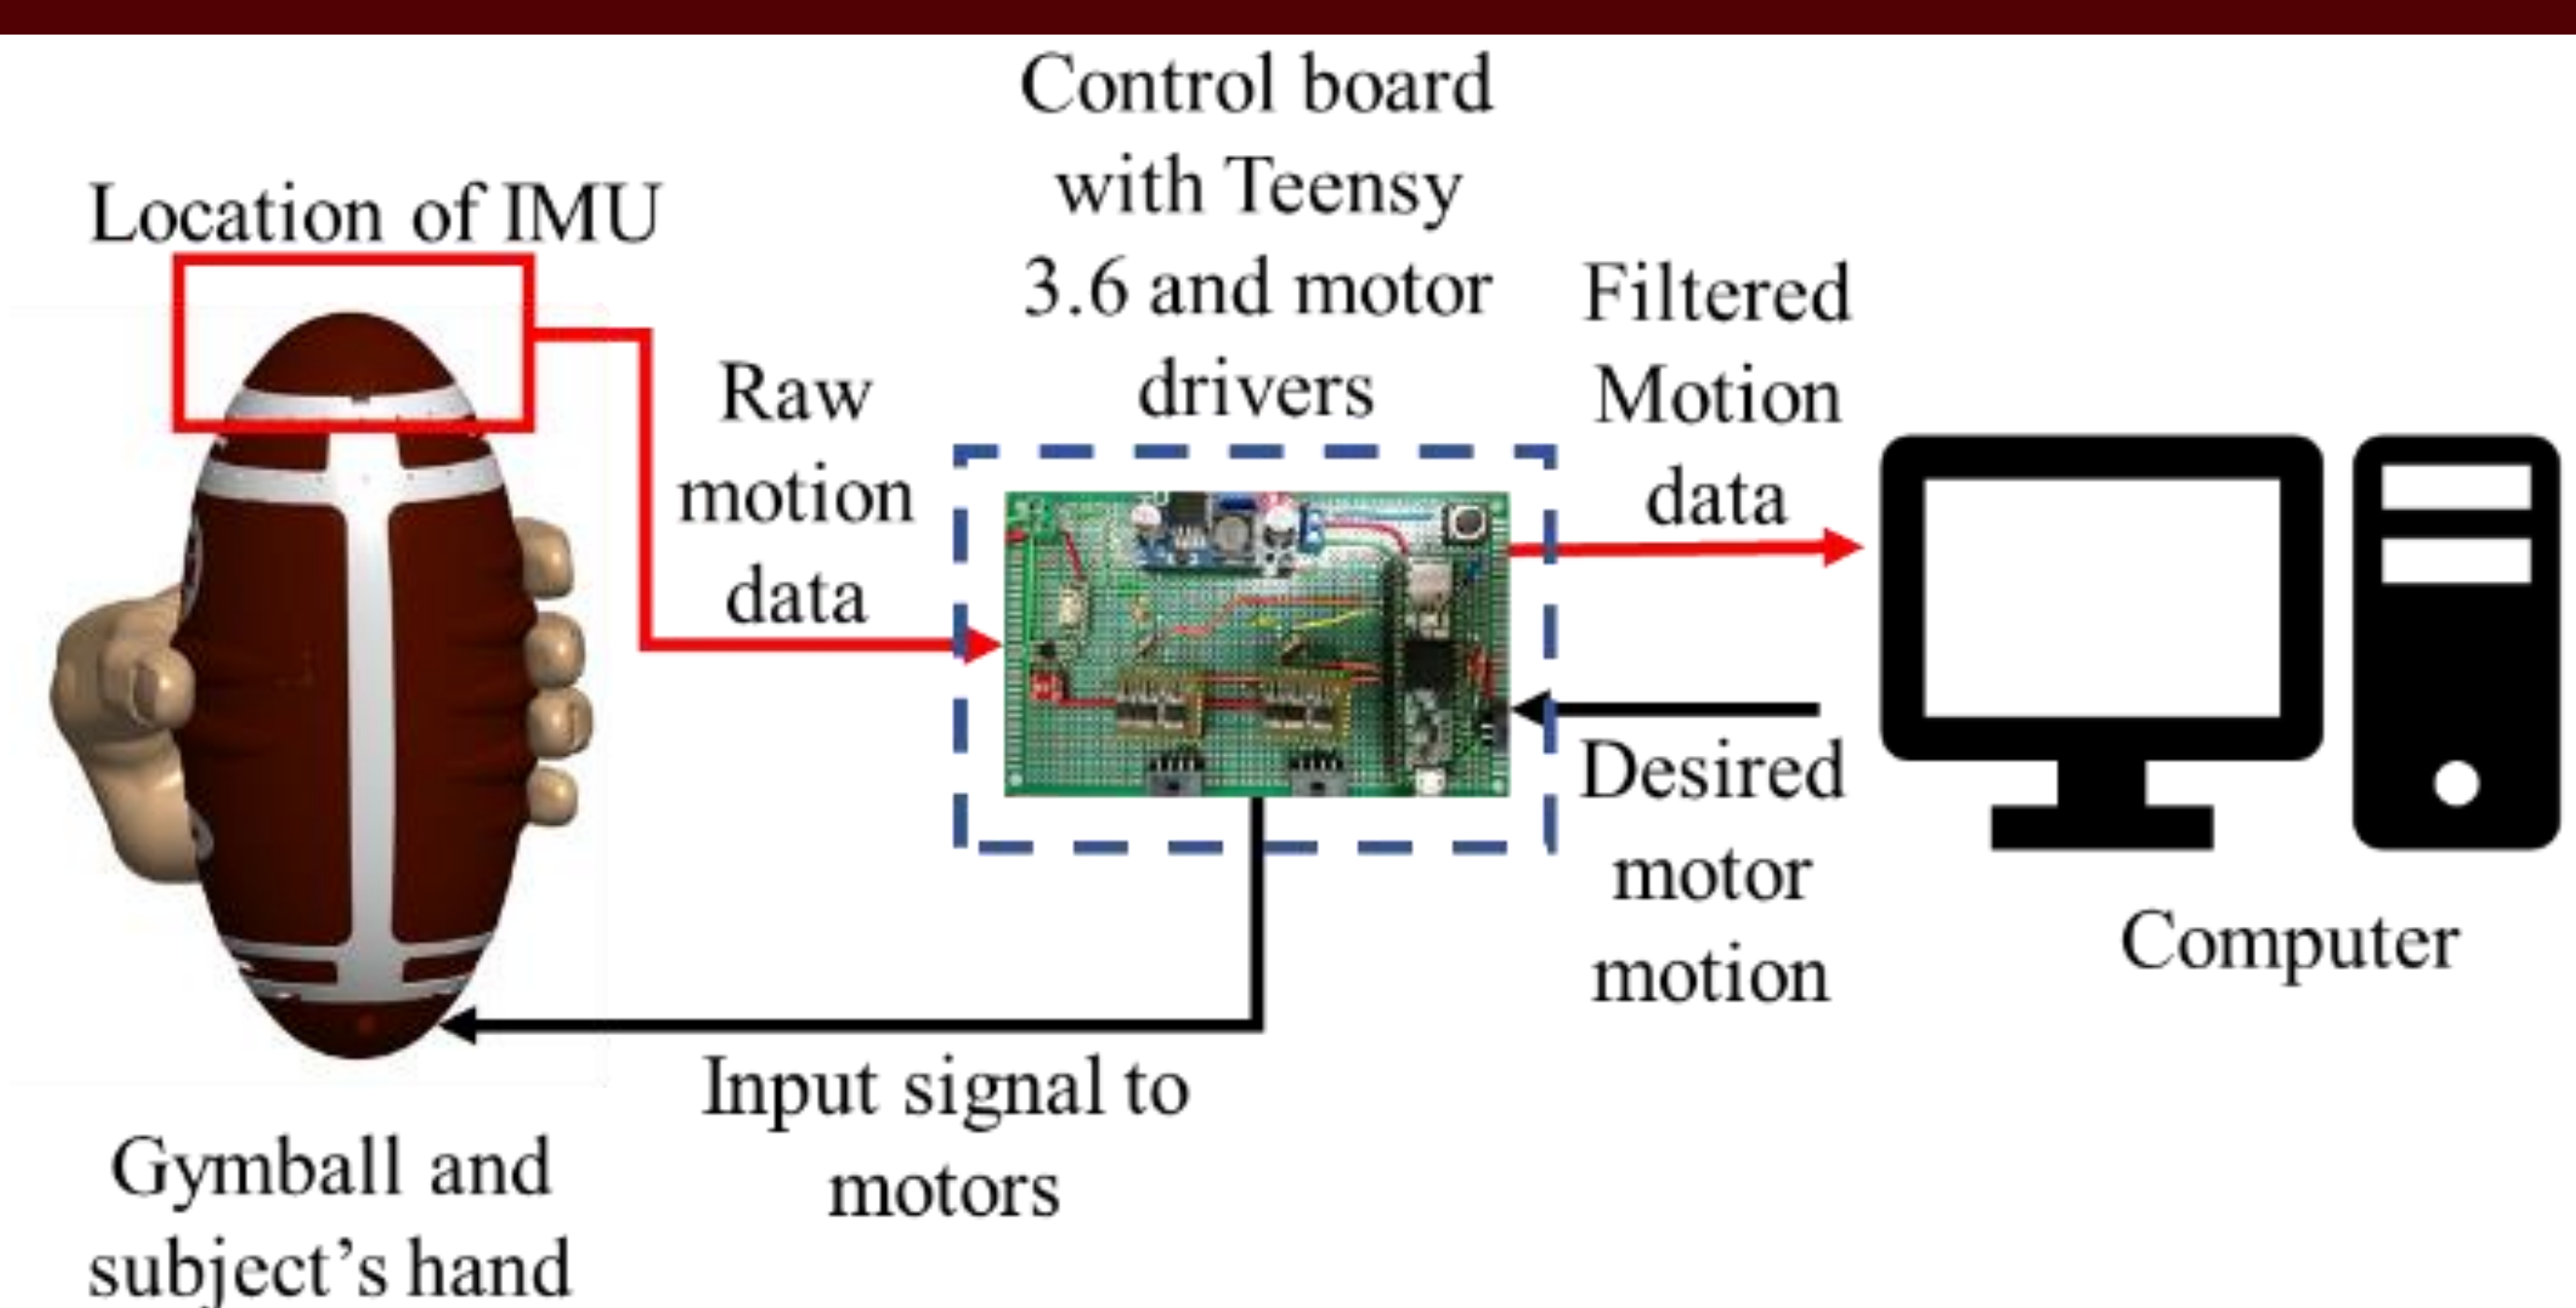 Control board
with Teensy
3.6 and motor
drivers
Location of IMU
Raw
motion
data
Filtered
Motion
data
Desired
motor
motion
Computer
Input signal to
motors
Gymball and
subject's hand